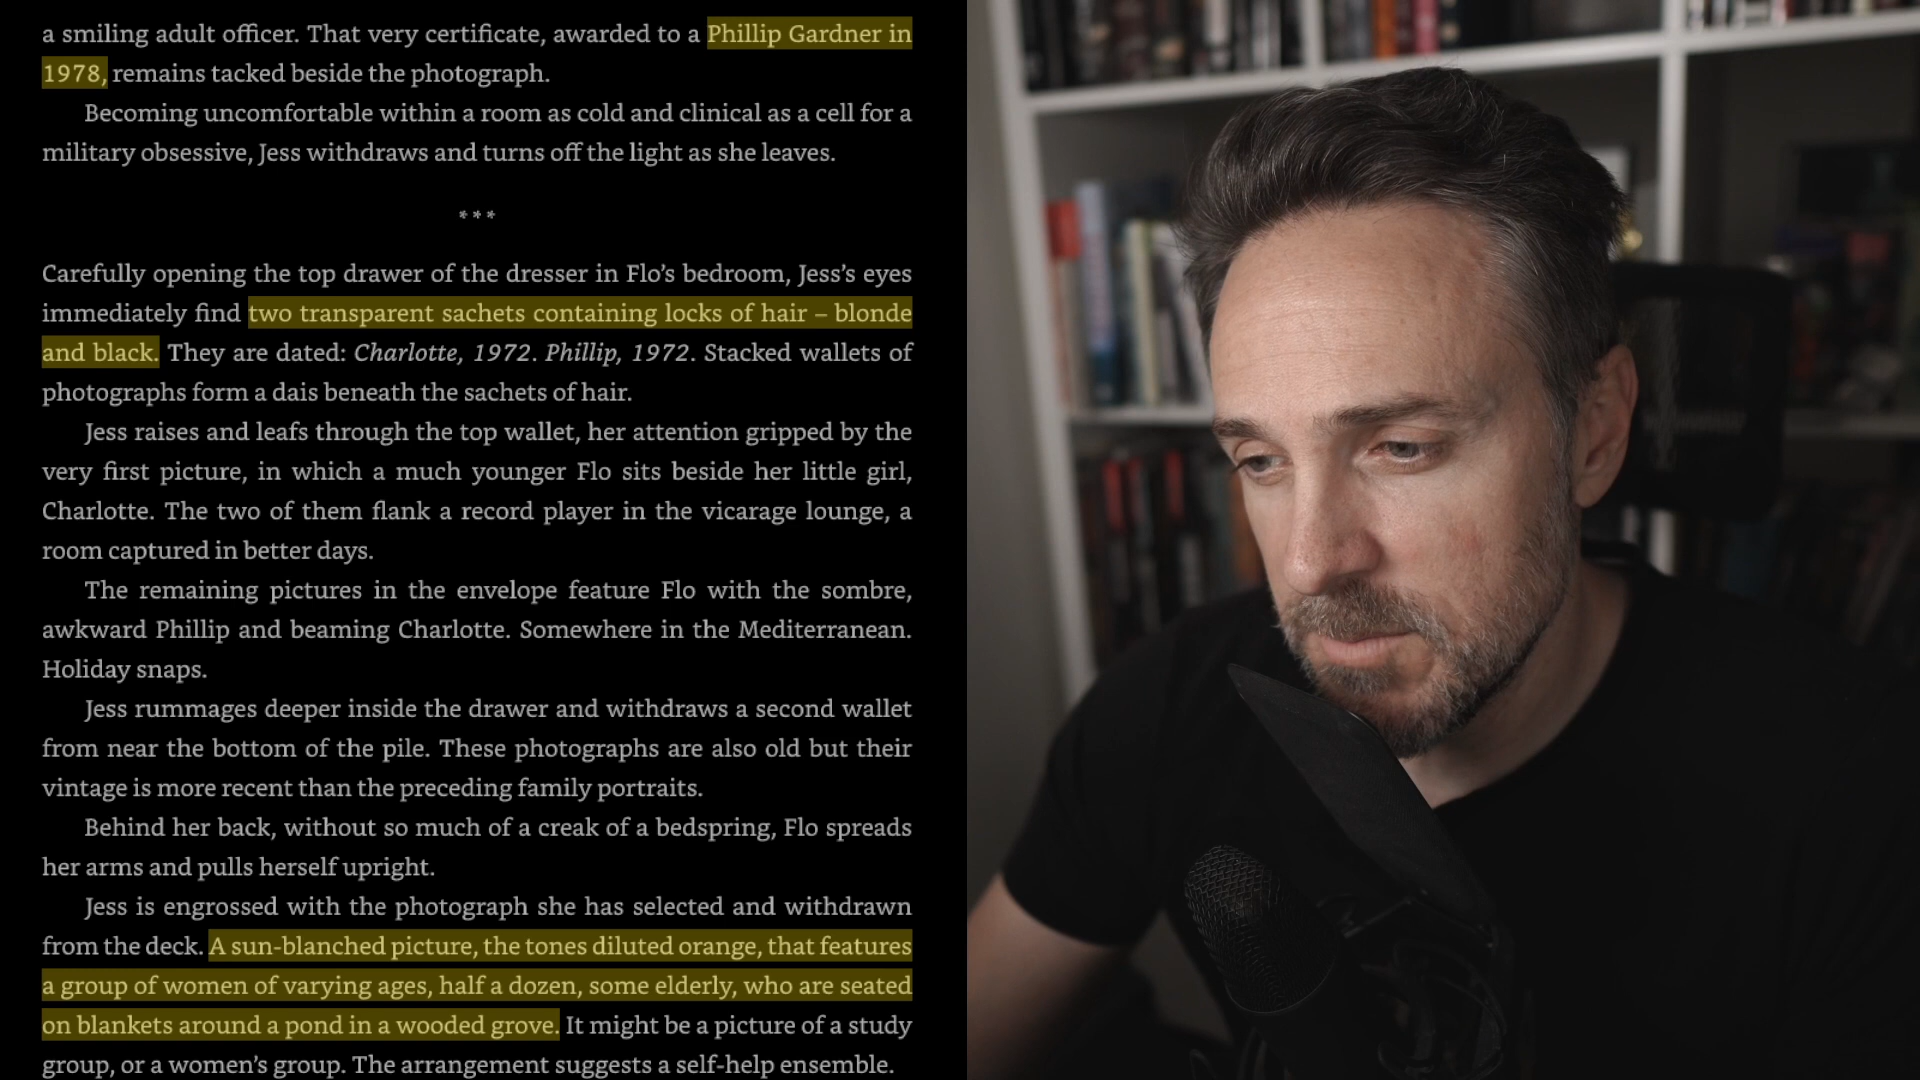 a smiling adult officer. That very certificate, awarded to a Phillip Gardner in
1978, remains tacked beside the photograph.
Becoming uncomfortable within a room as cold and clinical as a cell for a
military obsessive, Jess withdraws and turns off the light as she leaves.
***
Carefully opening the top drawer of the dresser in Flo’s bedroom, Jess’s eyes
immediately find two transparent sachets containing locks of hair – blonde
and black. They are dated: Charlotte, 1972. Phillip, 1972. Stacked wallets of
photographs form a dais beneath the sachets of hair.
Jess raises and leafs through the top wallet, her attention gripped by the
very first picture, in which a much younger Flo sits beside her little girl,
Charlotte. The two of them flank a record player in the vicarage lounge, a
room captured in better days.
The remaining pictures in the envelope feature Flo with the sombre,
awkward Phillip and beaming Charlotte. Somewhere in the Mediterranean.
Holiday snaps.
Jess rummages deeper inside the drawer and withdraws a second wallet
from near the bottom of the pile. These photographs are also old but their
vintage is more recent than the preceding family portraits.
Behind her back, without so much of a creak of a bedspring, Flo spreads
her arms and pulls herself upright.
Jess is engrossed with the photograph she has selected and withdrawn
from the deck. A sun-blanched picture, the tones diluted orange, that features
a group of women of varying ages, half a dozen, some elderly, who are seated
on blankets around a pond in a wooded grove. It might be a picture of a study
group, or a women’s group. The arrangement suggests a self-help ensemble.